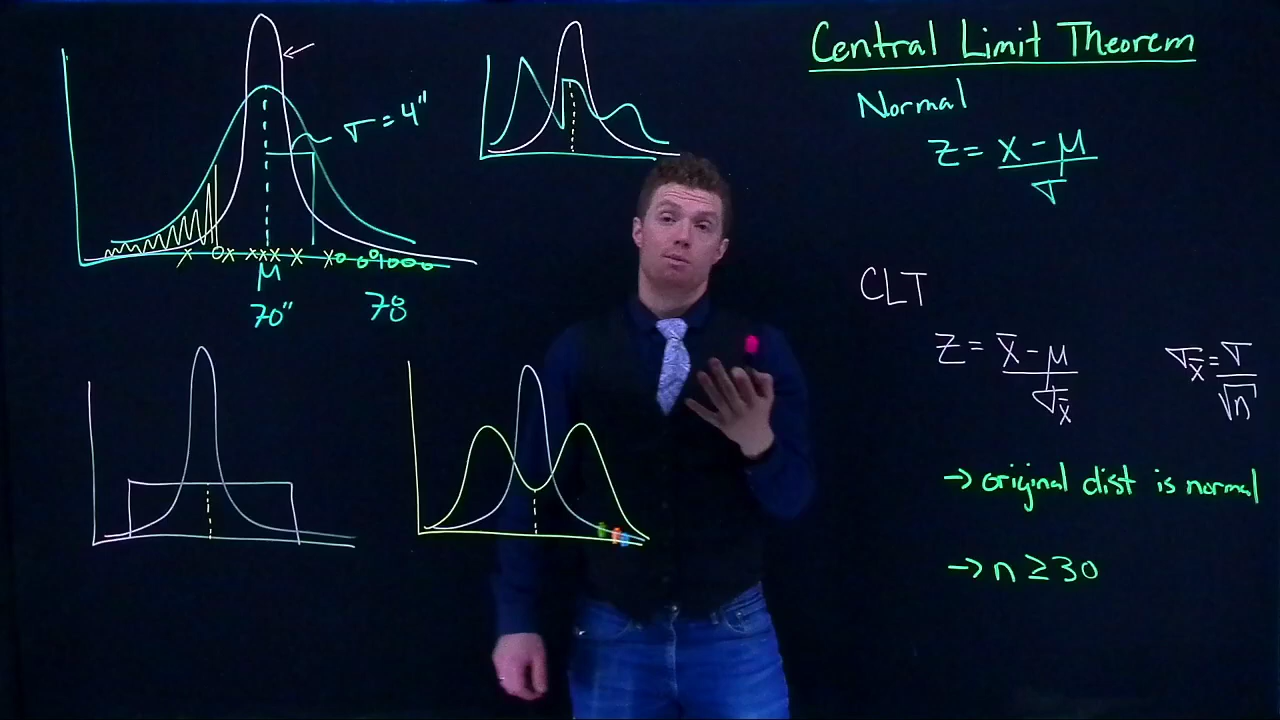 σ = 4"
μ
70"
78
Central Limit Theorem
Normal
z = x - μ / σ
CLT
z = x̄ - μ / σx̄
σx̄ = σ / √n
→ original dist is normal
→ n ≥ 30